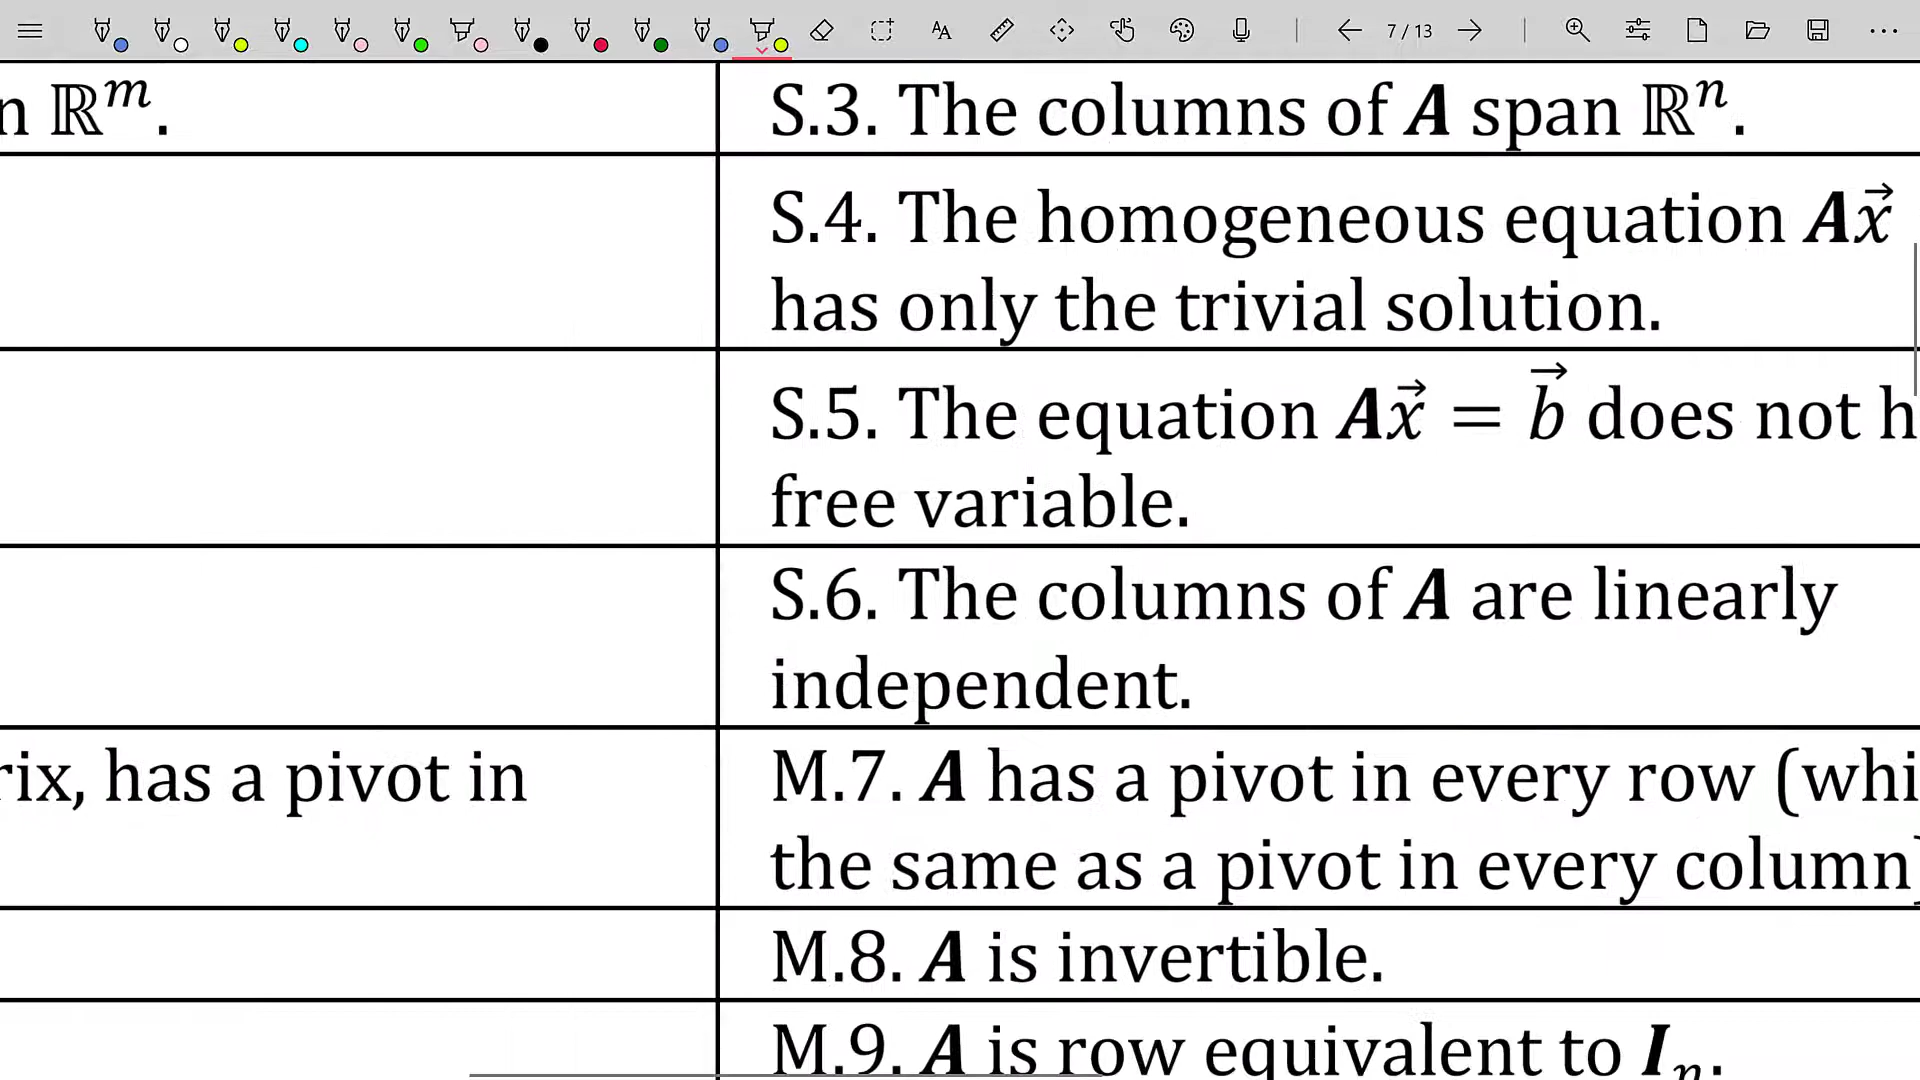 7 / 13
n ℝᵐ.
S.3. The columns of A span ℝⁿ.
S.4. The homogeneous equation Ax⃗
has only the trivial solution.
S.5. The equation Ax⃗ = b⃗ does not h
free variable.
S.6. The columns of A are linearly
independent.
rix, has a pivot in
M.7. A has a pivot in every row (whi
the same as a pivot in every column)
M.8. A is invertible.
M.9. A is row equivalent to Iₙ.